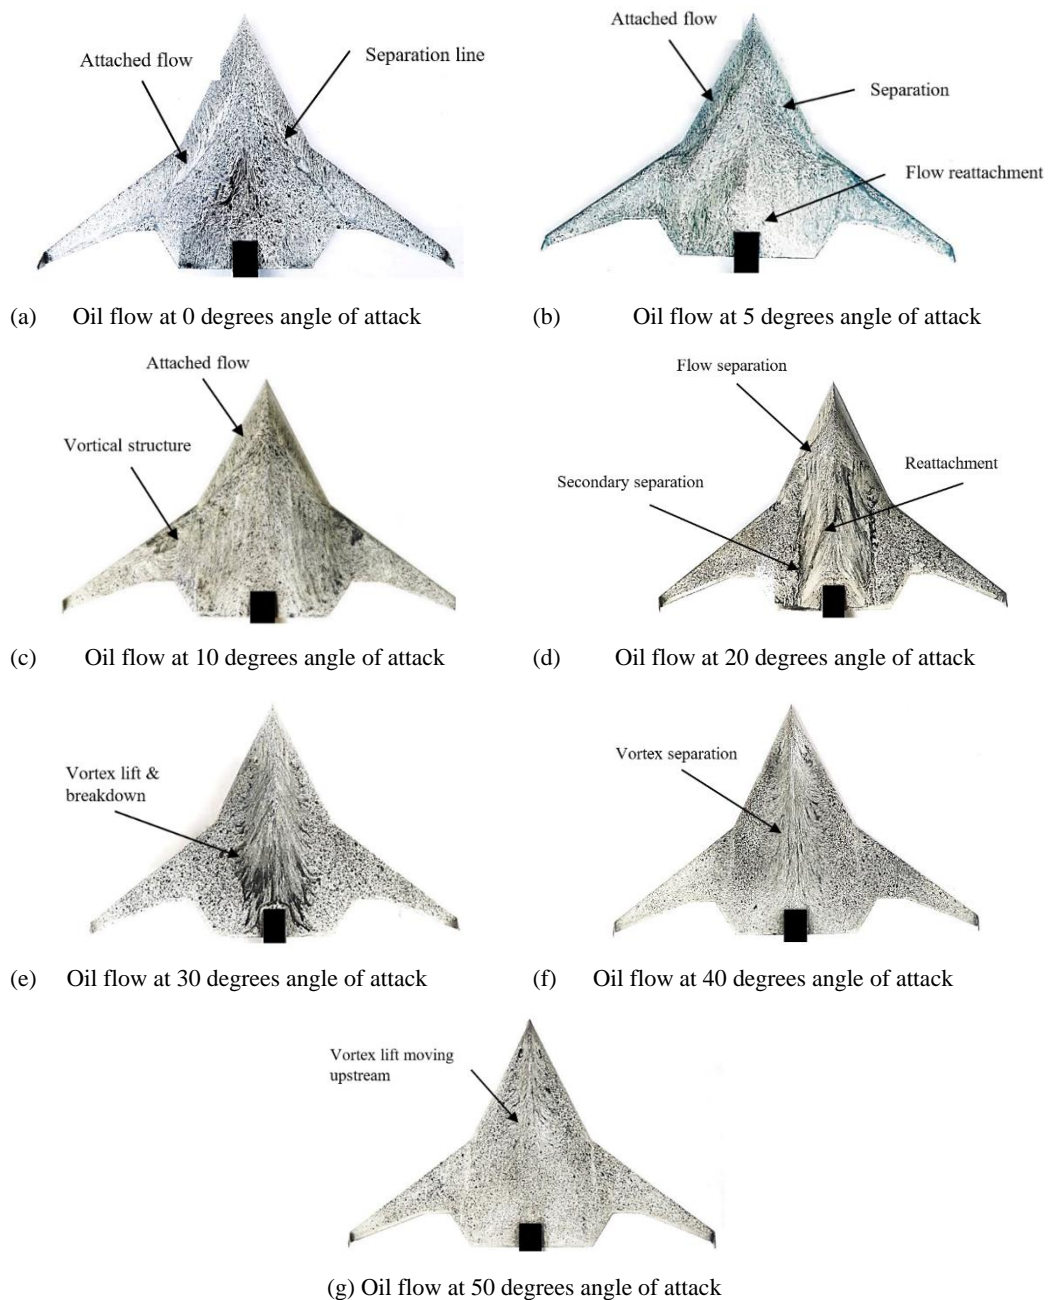 Attached flow
Separation line
(a) Oil flow at 0 degrees angle of attack
Attached flow
Separation
Flow reattachment
(b) Oil flow at 5 degrees angle of attack
Attached flow
Vortical structure
(c) Oil flow at 10 degrees angle of attack
Flow separation
Reattachment
Secondary separation
(d) Oil flow at 20 degrees angle of attack
Vortex lift &
breakdown
(e) Oil flow at 30 degrees angle of attack
Vortex separation
(f) Oil flow at 40 degrees angle of attack
Vortex lift moving
upstream
(g) Oil flow at 50 degrees angle of attack